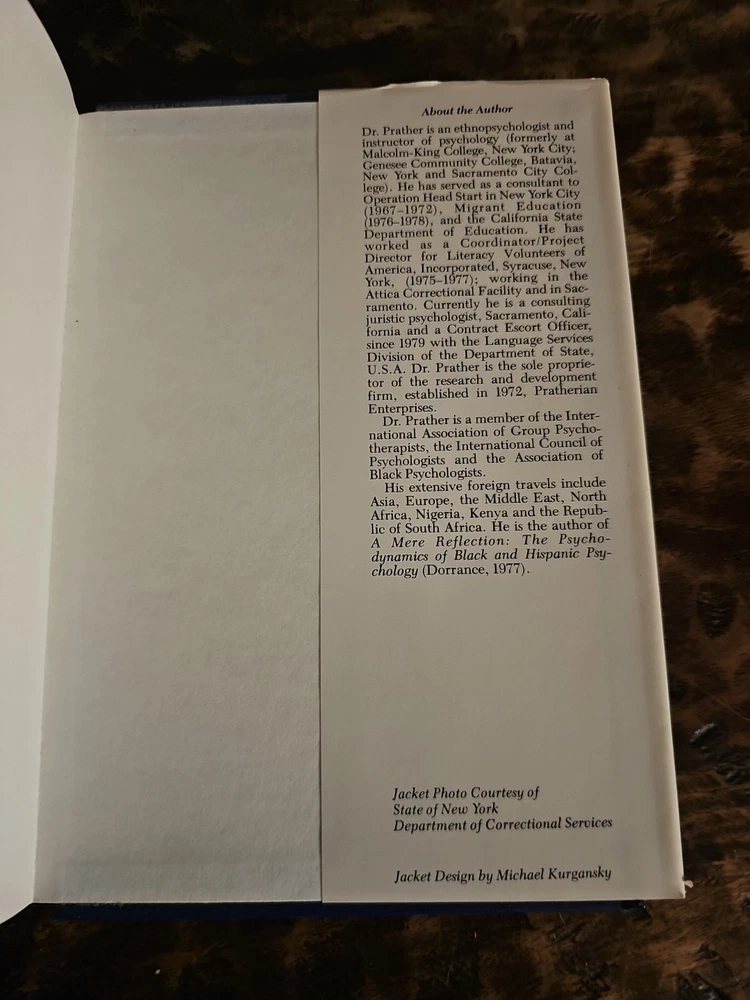 About the Author
Dr. Prather is an ethnopsychologist and
instructor of psychology (formerly at
Malcolm-King College, New York City;
Genesee Community College, Batavia,
New York and Sacramento City Col-
lege). He has served as a consultant to
Operation Head Start in New York City
(1967–1972), Migrant Education
(1976–1978), and the California State
Department of Education. He has
worked as a Coordinator/Project
Director for Literacy Volunteers of
America, Incorporated, Syracuse, New
York, (1975–1977); working in the
Attica Correctional Facility and in Sac-
ramento. Currently he is a consulting
juristic psychologist, Sacramento, Cali-
fornia and a Contract Escort Officer,
since 1979 with the Language Services
Division of the Department of State,
U.S.A. Dr. Prather is the sole proprie-
tor of the research and development
firm, established in 1972, Pratherian
Enterprises.
Dr. Prather is a member of the Inter-
national Association of Group Psycho-
therapists, the International Council of
Psychologists and the Association of
Black Psychologists.
His extensive foreign travels include
Asia, Europe, the Middle East, North
Africa, Nigeria, Kenya and the Repub-
lic of South Africa. He is the author of
A Mere Reflection: The Psycho-
dynamics of Black and Hispanic Psy-
chology (Dorrance, 1977).
Jacket Photo Courtesy of
State of New York
Department of Correctional Services
Jacket Design by Michael Kurgansky